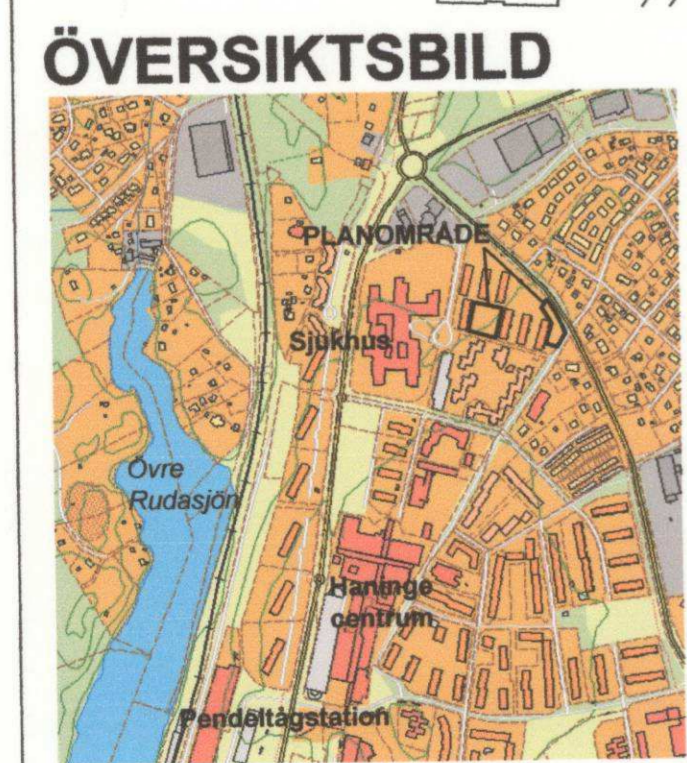 ÖVERSIKTSBILD
PLANOMRÅDE
Sjukhus
Övre
Rudasjön
Haninge
centrum
Pendeltågstation